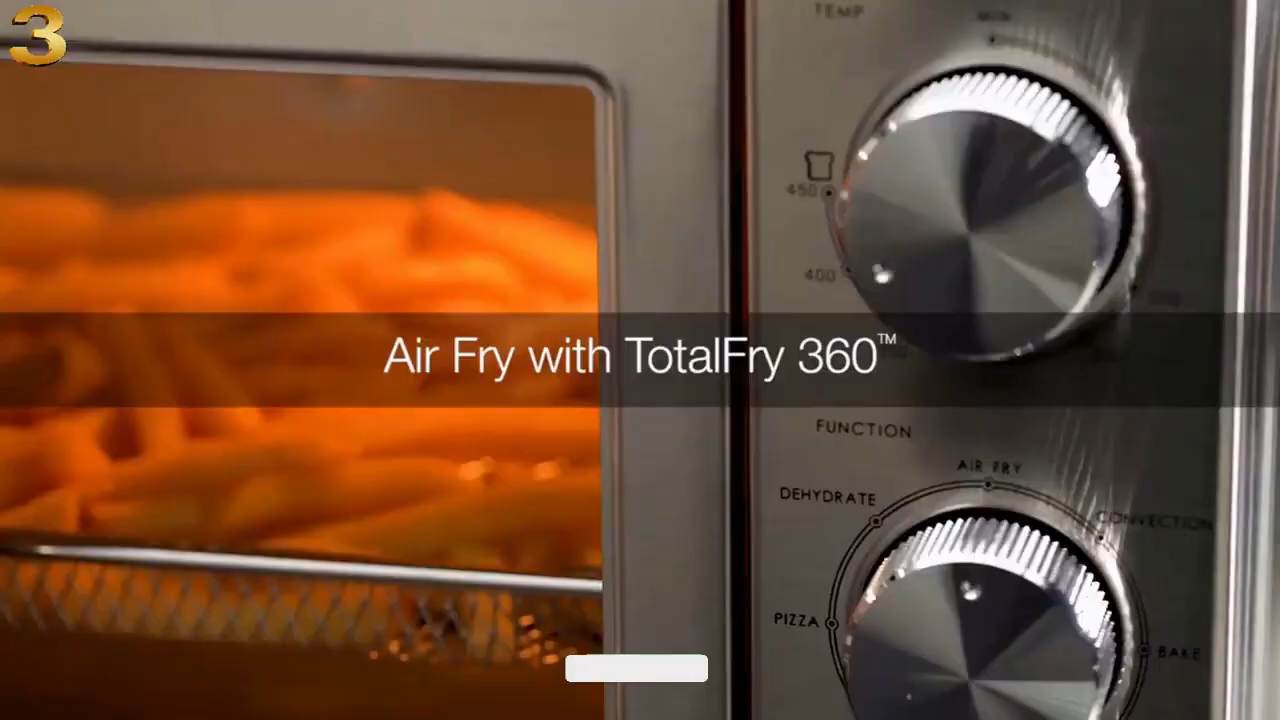 3
TEMP
450
400
Air Fry with TotalFry 360™
FUNCTION
AIR FRY
DEHYDRATE
CONVECTION
PIZZA
BAKE